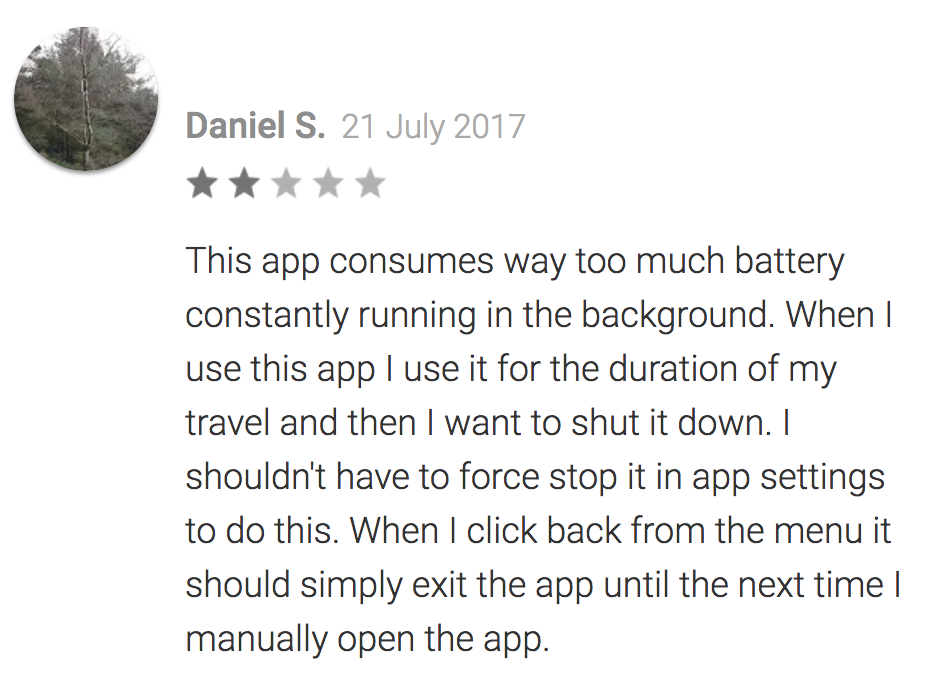 Daniel S. 21 July 2017
This app consumes way too much battery
constantly running in the background. When I
use this app I use it for the duration of my
travel and then I want to shut it down. I
shouldn't have to force stop it in app settings
to do this. When I click back from the menu it
should simply exit the app until the next time I
manually open the app.